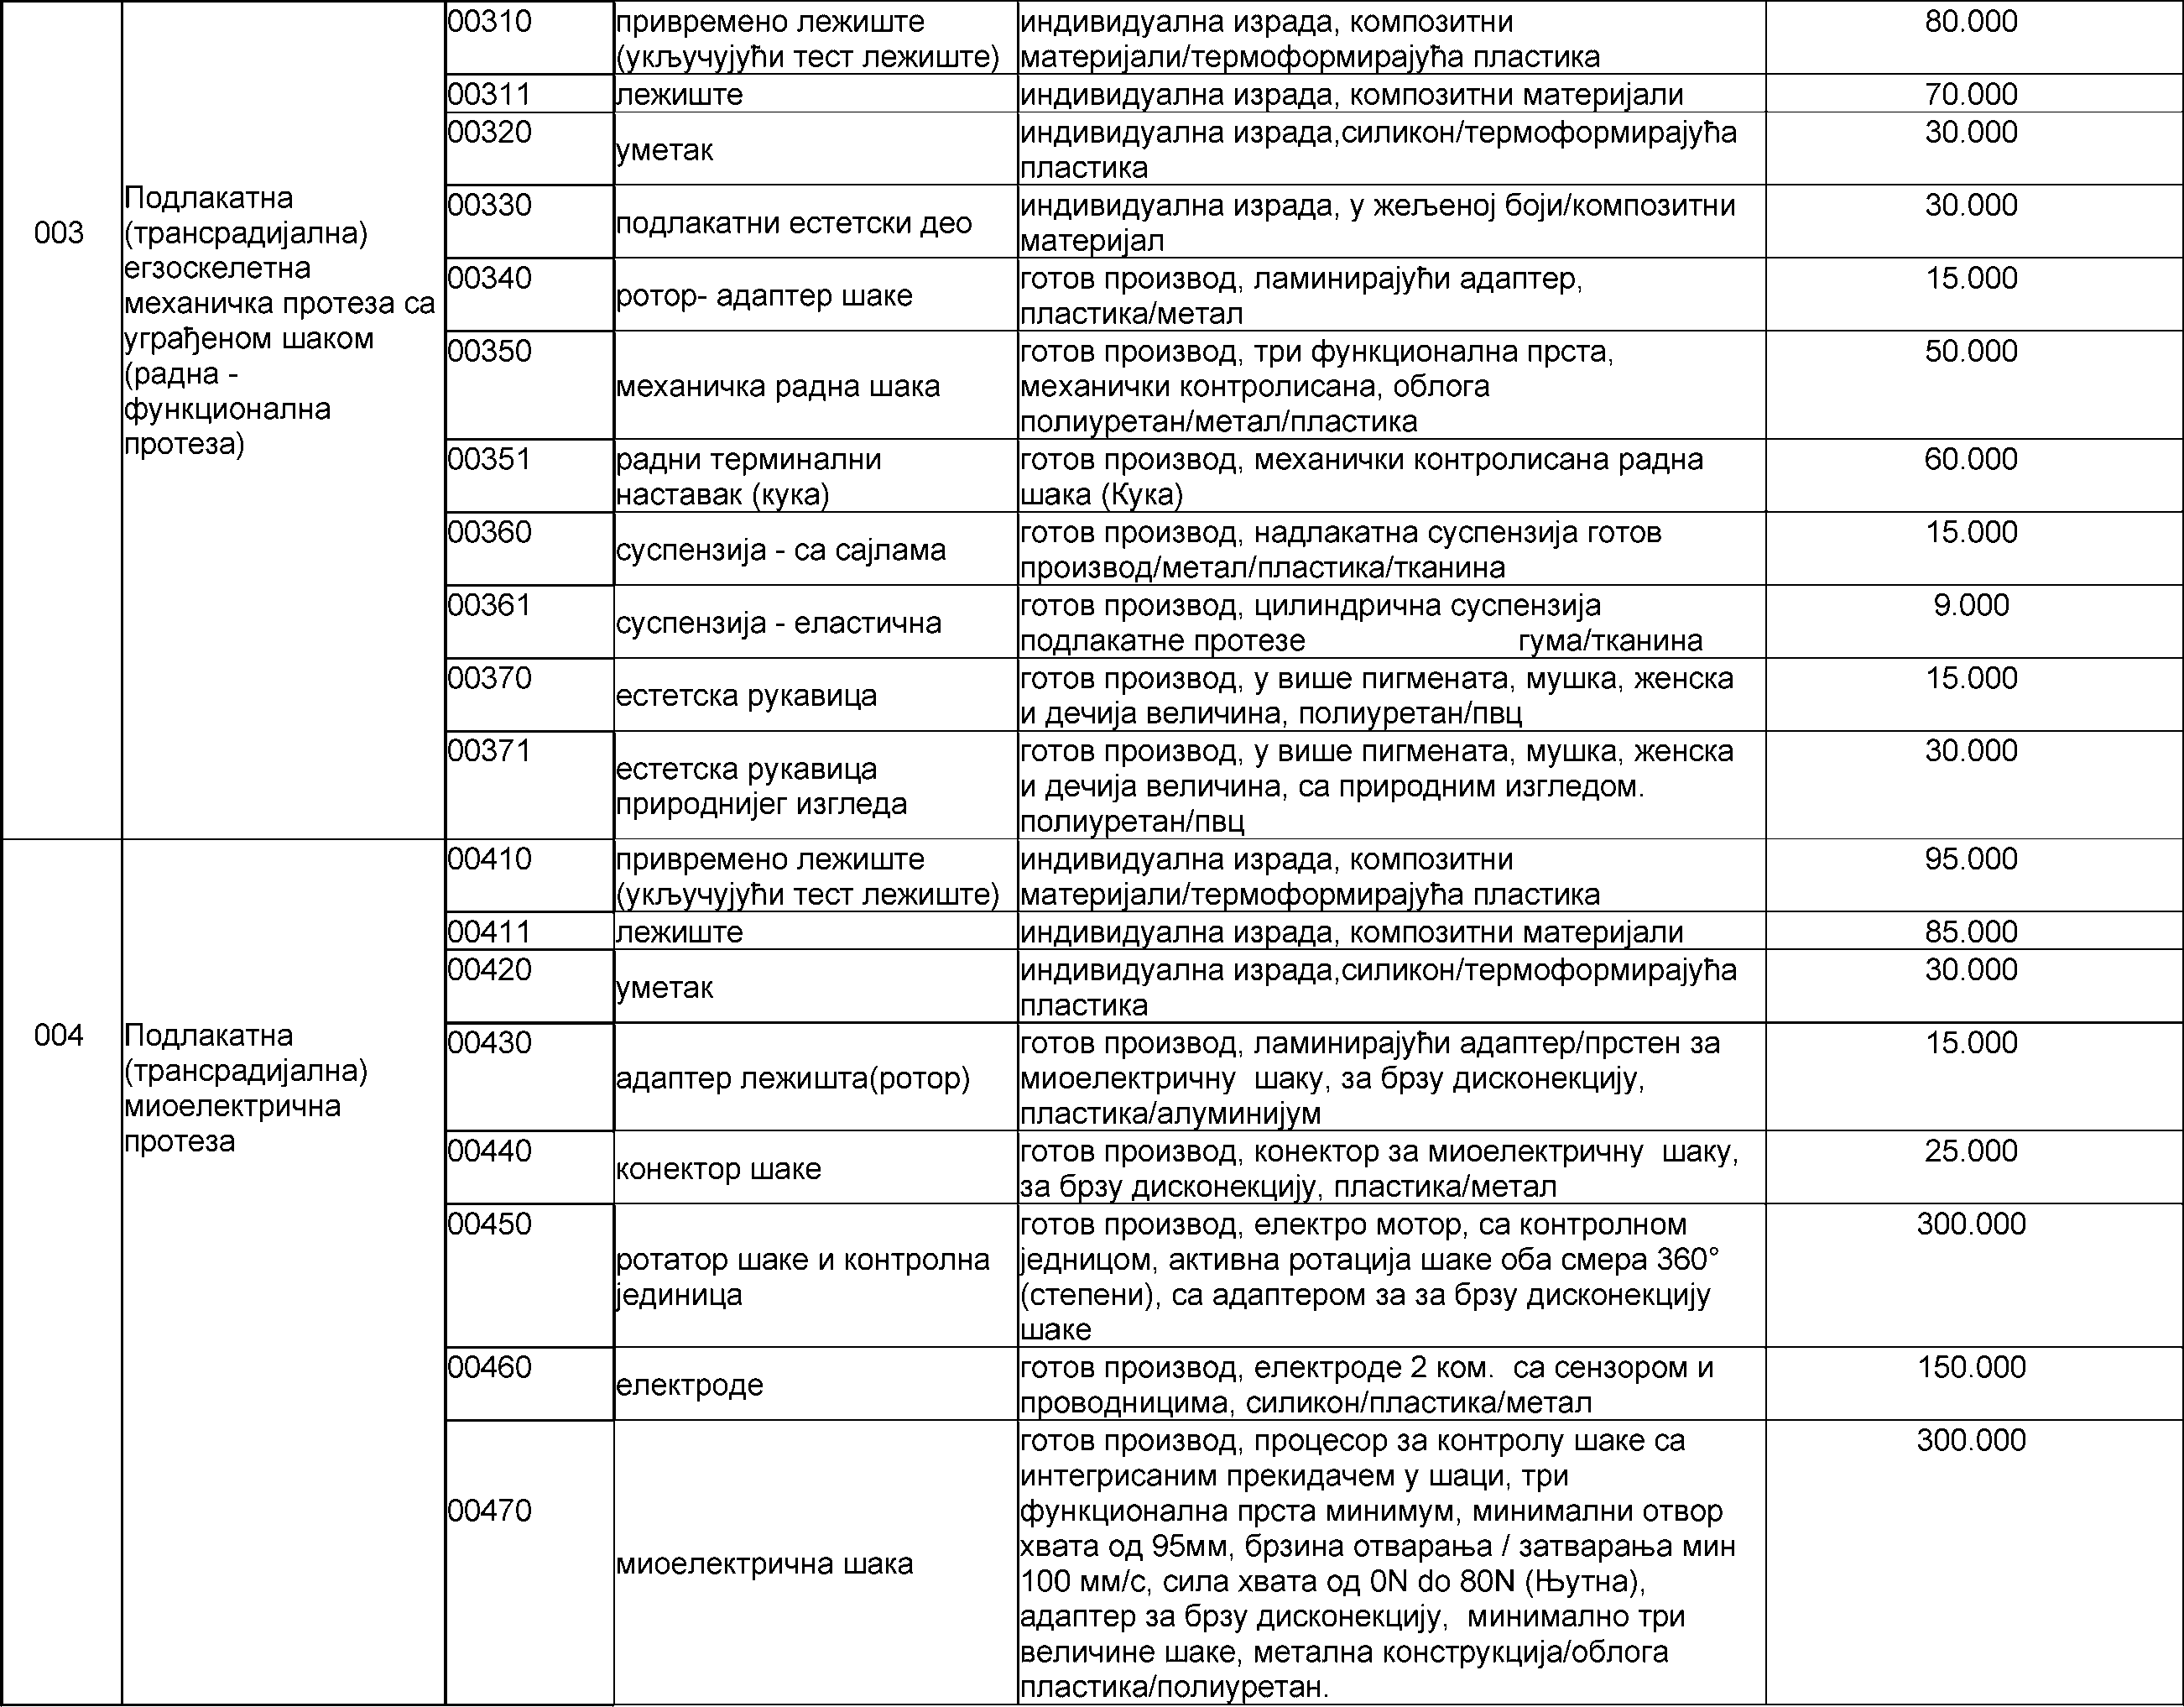 00310 привремено лежиште индивидуална израда, композитни 80.000
(укључујући тест лежиште) материјали/термоформирајућа пластика
00311 лежиште индивидуална израда, композитни материјали 70.000
00320 уметак индивидуална израда,силикон/термоформирајућа 30.000
пластика
003 Подлакатна
(трансрадијална)
егзоскелетна
механичка протеза са
уграђеном шаком
(радна -
функционална
протеза)
00330 подлакатни естетски део индивидуална израда, у жељеној боји/композитни 30.000
материјал
00340 ротор- адаптер шаке готов производ, ламинирајући адаптер, 15.000
пластика/метал
00350 механичка радна шака готов производ, три функционална прста, 50.000
механички контролисана, облога
полиуретан/метал/пластика
00351 радни терминални готов производ, механички контролисана радна 60.000
наставак (кука) шака (Кука)
00360 суспензија - са сајлама готов производ, надлакатна суспензија готов 15.000
производ/метал/пластика/тканина
00361 суспензија - еластична готов производ, цилиндрична суспензија 9.000
подлакатне протезе гума/тканина
00370 естетска рукавица готов производ, у више пигмената, мушка, женска 15.000
и дечија величина, полиуретан/пвц
00371 естетска рукавица готов производ, у више пигмената, мушка, женска 30.000
природнијег изгледа и дечија величина, са природним изгледом.
полиуретан/пвц
00410 привремено лежиште индивидуална израда, композитни 95.000
(укључујући тест лежиште) материјали/термоформирајућа пластика
00411 лежиште индивидуална израда, композитни материјали 85.000
00420 уметак индивидуална израда,силикон/термоформирајућа 30.000
пластика
004 Подлакатна
(трансрадијална)
миоелектрична
протеза
00430 адаптер лежишта(ротор) готов производ, ламинирајући адаптер/прстен за 15.000
миоелектричну шаку, за брзу дисконекцију,
пластика/алуминијум
00440 конектор шаке готов производ, конектор за миоелектричну шаку, 25.000
за брзу дисконекцију, пластика/метал
00450 ротатор шаке и контролна готов производ, електро мотор, са контролном 300.000
јединица једницом, активна ротација шаке оба смера 360°
(степени), са адаптером за за брзу дисконекцију
шаке
00460 електроде готов производ, електроде 2 ком. са сензором и 150.000
проводницима, силикон/пластика/метал
00470 миоелектрична шака готов производ, процесор за контролу шаке са 300.000
интегрисаним прекидачем у шаци, три
функционална прста минимум, минимални отвор
хвата од 95мм, брзина отварања / затварања мин
100 мм/с, сила хвата од 0N do 80N (Њутна),
адаптер за брзу дисконекцију, минимално три
величине шаке, метална конструкција/облога
пластика/полиуретан.